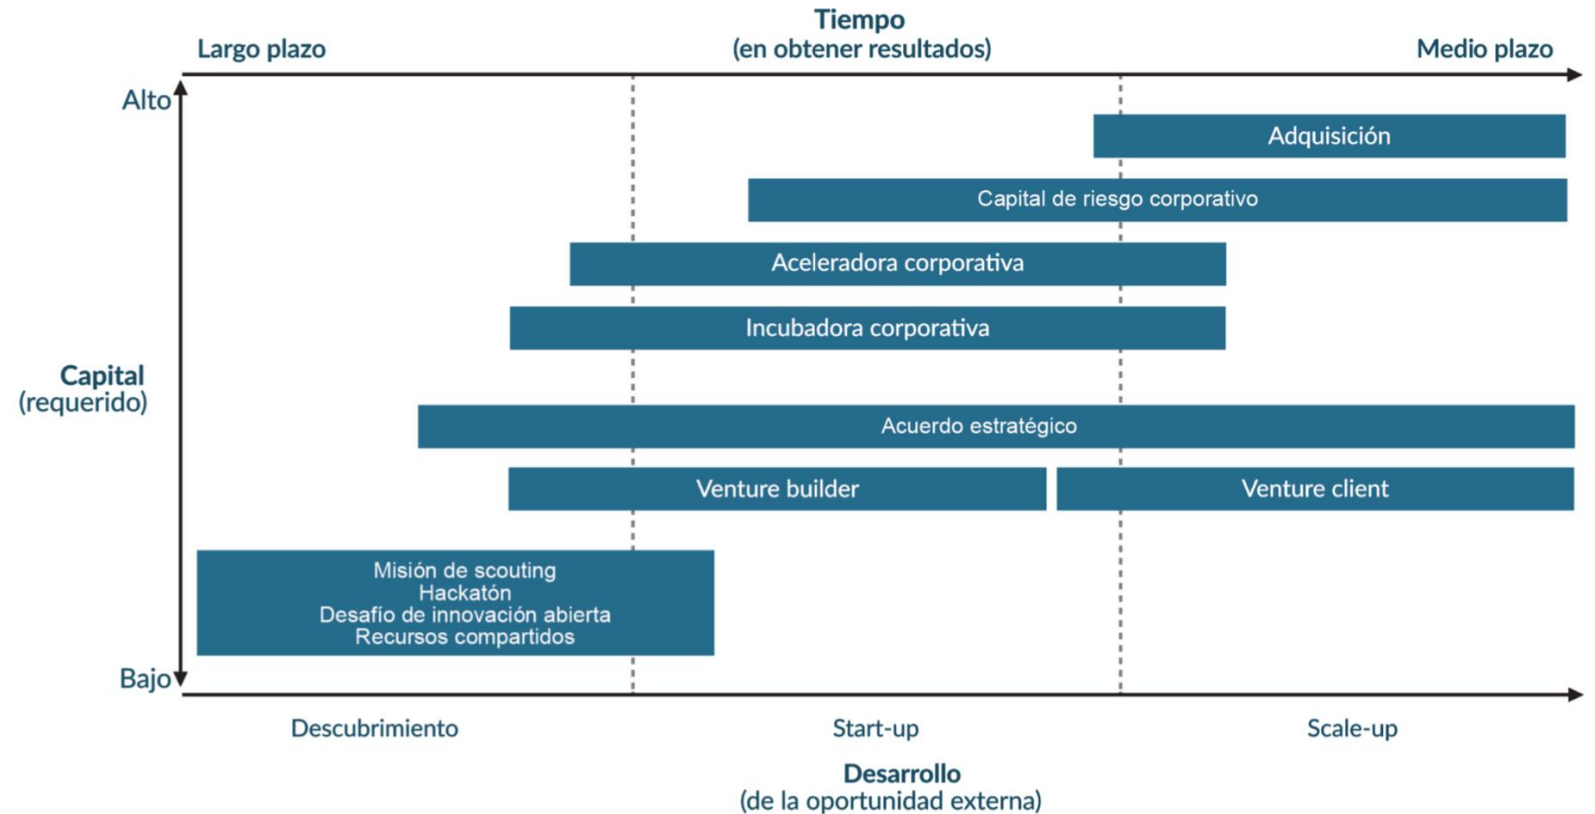 Tiempo
(en obtener resultados)
Largo plazo
Medio plazo
Alto
Adquisición
Capital de riesgo corporativo
Aceleradora corporativa
Incubadora corporativa
Capital
(requerido)
Acuerdo estratégico
Venture builder
Venture client
Misión de scouting
Hackatón
Desafío de innovación abierta
Recursos compartidos
Bajo
Descubrimiento
Start-up
Scale-up
Desarrollo
(de la oportunidad externa)